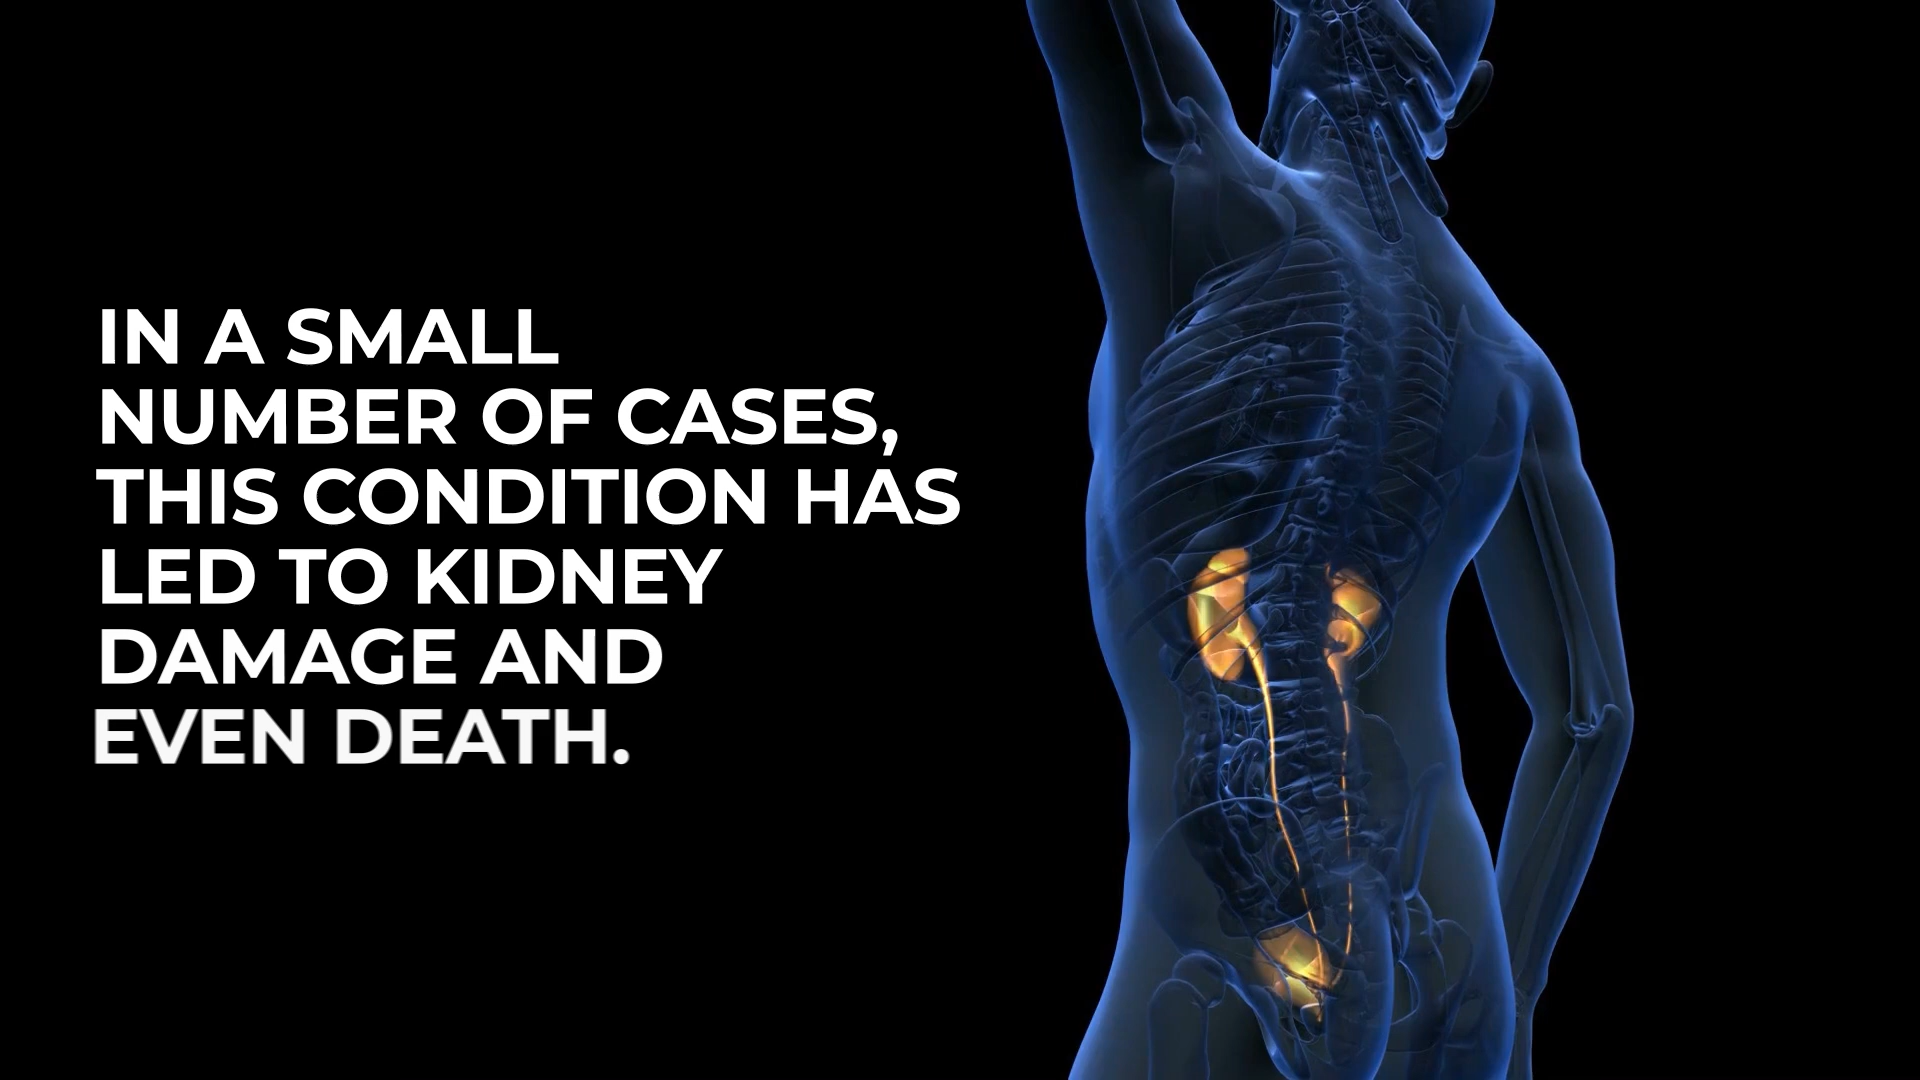 IN A SMALL
NUMBER OF CASES,
THIS CONDITION HAS
LED TO KIDNEY
DAMAGE AND
EVEN DEATH.